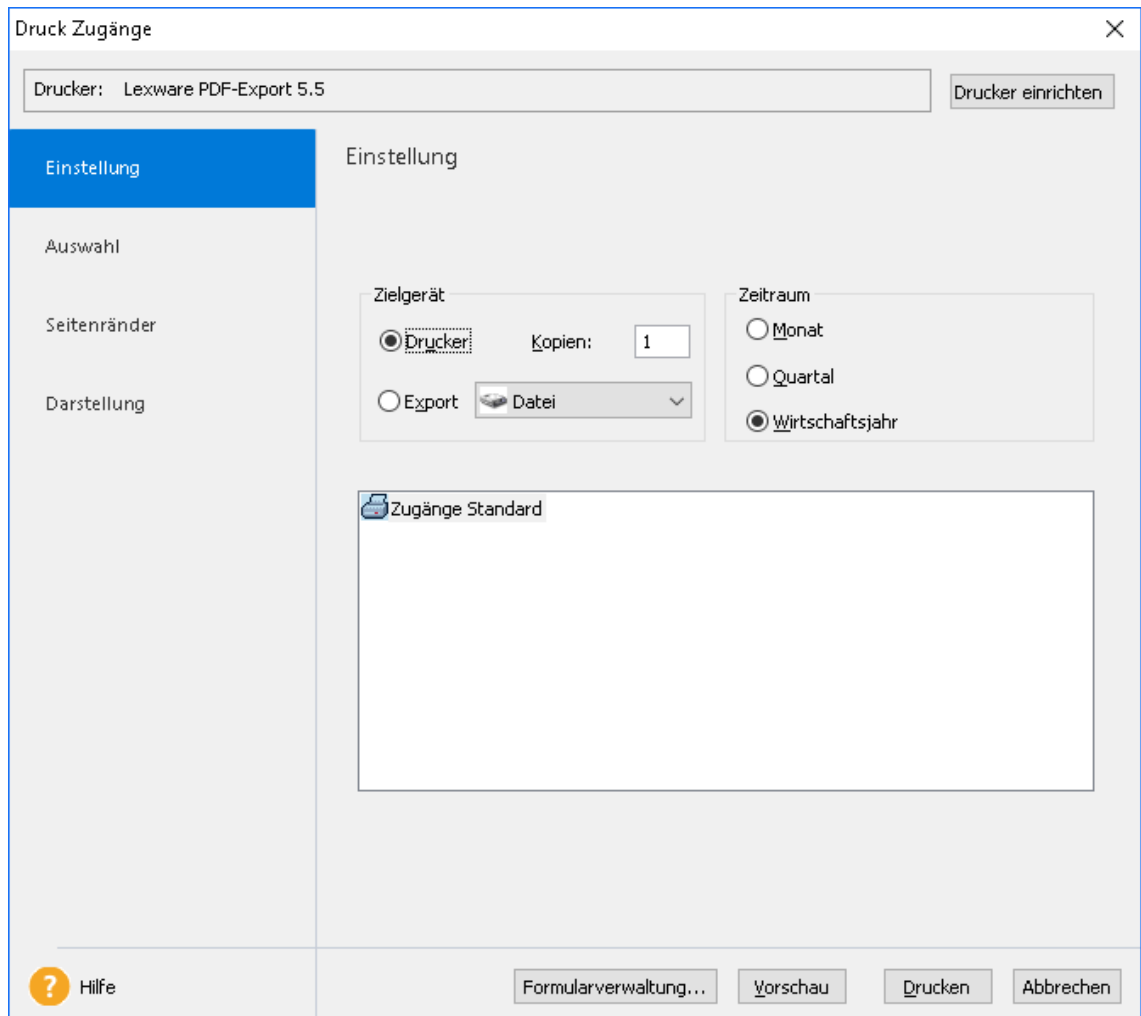 Druck Zugänge
Drucker: Lexware PDF-Export 5.5
Drucker einrichten
Einstellung
Auswahl
Seitenränder
Darstellung
Einstellung
Zielgerät
Drucker Kopien: 1
Export Datei
Zeitraum
Monat
Quartal
Wirtschaftsjahr
Zugänge Standard
? Hilfe
Formularverwaltung...
Vorschau
Drucken
Abbrechen